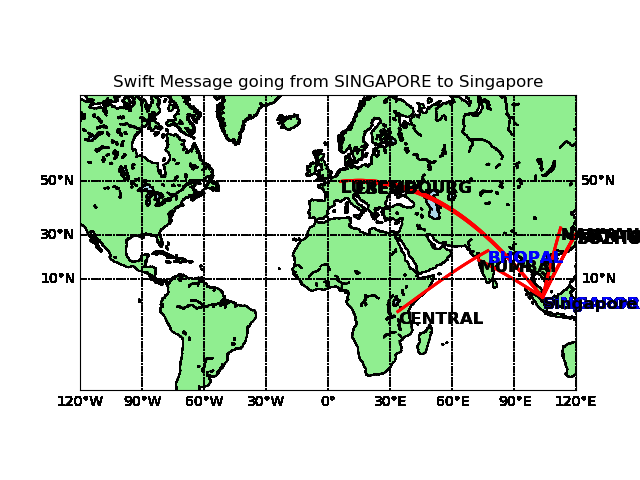 Swift Message going from SINGAPORE to Singapore
50°N 50°N
LUXEMBOURG
30°N
10°N 10°N
BHOPAL
MUMBAI
Singapore
CENTRAL
120°W 90°W 60°W 30°W 0° 30°E 60°E 90°E 120°E